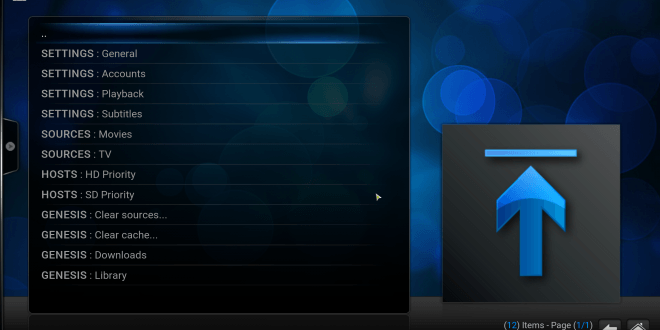 ..
SETTINGS : General
SETTINGS : Accounts
SETTINGS : Playback
SETTINGS : Subtitles
SOURCES : Movies
SOURCES : TV
HOSTS : HD Priority
HOSTS : SD Priority
GENESIS : Clear sources...
GENESIS : Clear cache...
GENESIS : Downloads
GENESIS : Library
(12) Items - Page (1/1)